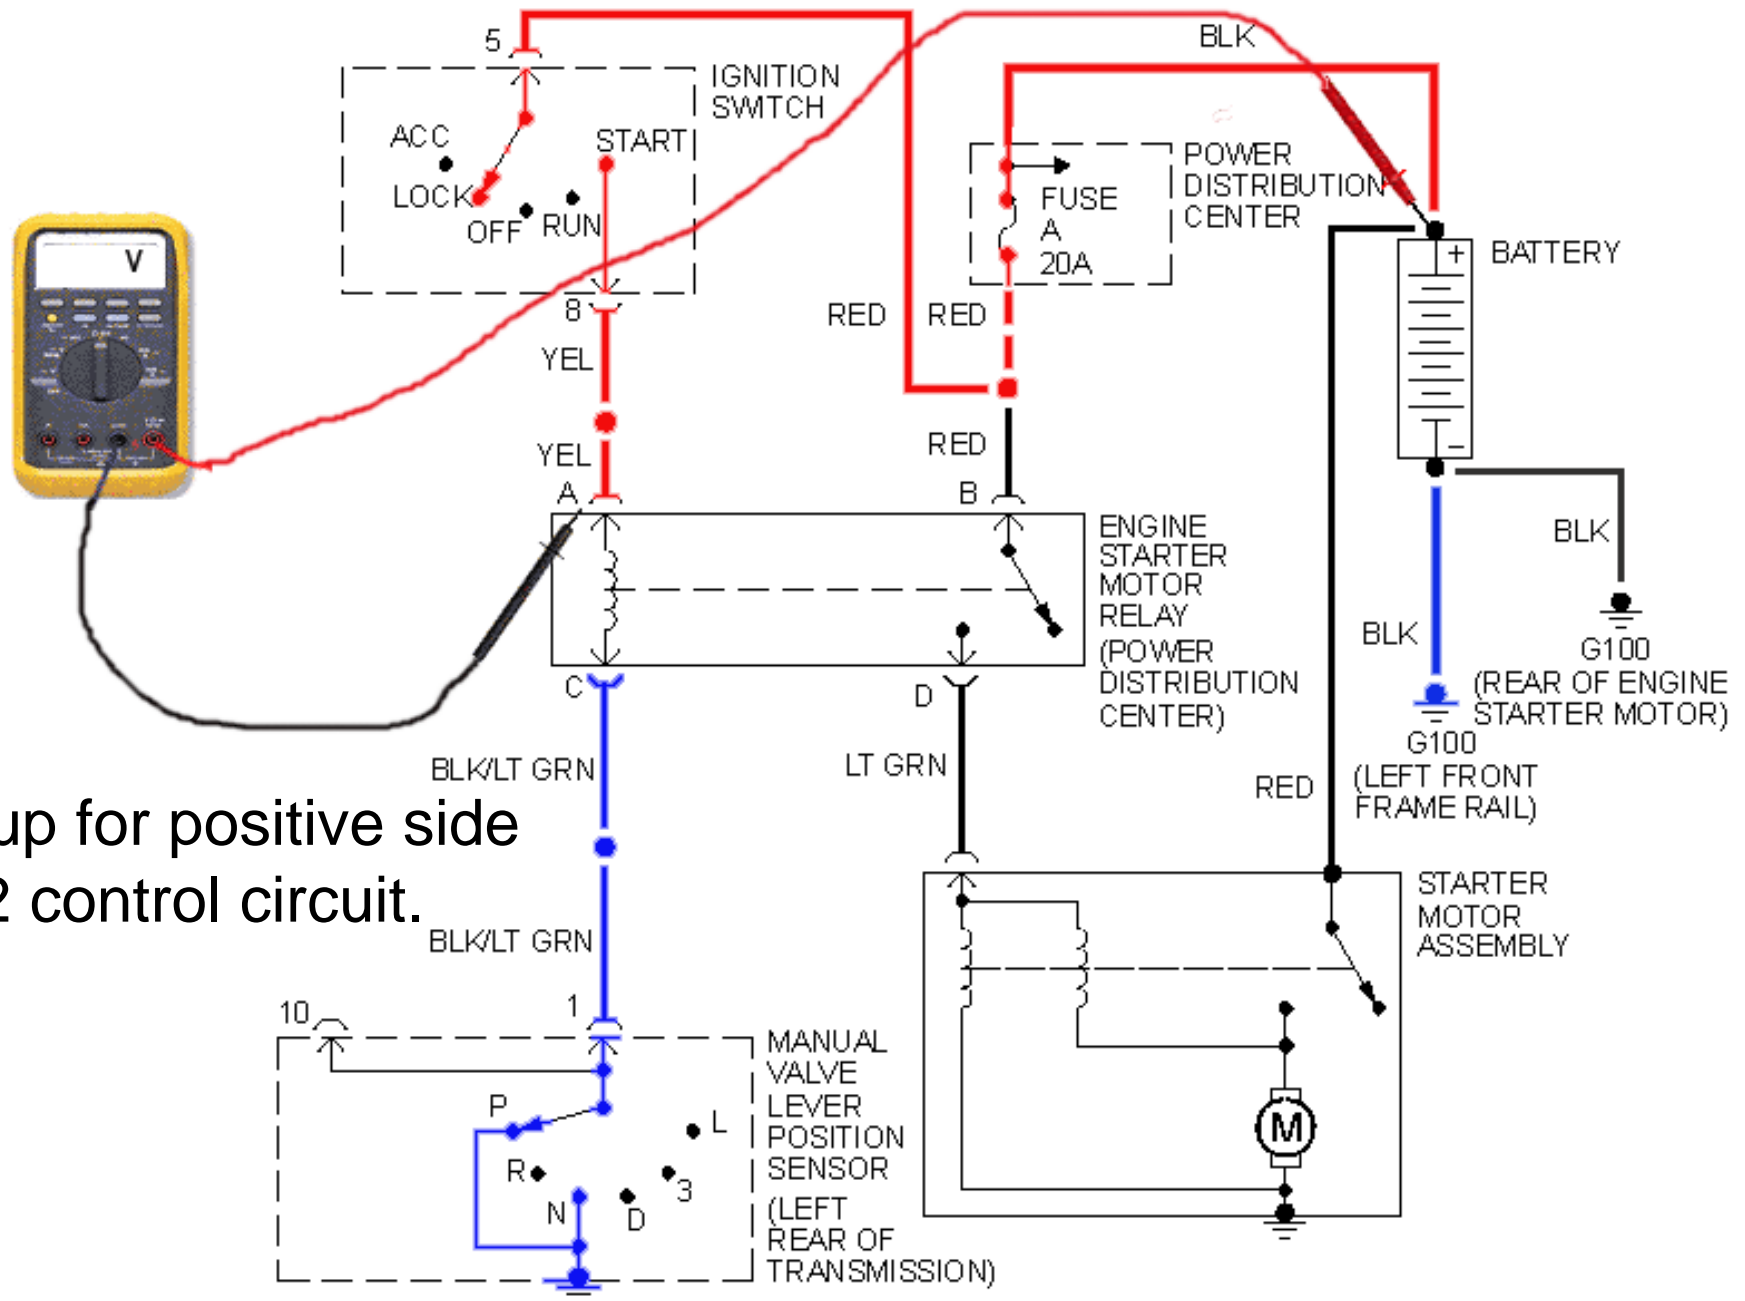 5
BLK
IGNITION
SWITCH
ACC
START
LOCK
OFF
RUN
POWER
DISTRIBUTION
CENTER
FUSE
A
20A
+
BATTERY
V
8
RED
RED
YEL
YEL
RED
−
A
B
ENGINE
STARTER
MOTOR
RELAY
(POWER
DISTRIBUTION
CENTER)
BLK
BLK
G100
(REAR OF ENGINE
STARTER MOTOR)
C
D
G100
(LEFT FRONT
FRAME RAIL)
BLK/LT GRN
LT GRN
RED
up for positive side
2 control circuit.
BLK/LT GRN
STARTER
MOTOR
ASSEMBLY
10
1
MANUAL
VALVE
LEVER
POSITION
SENSOR
(LEFT
REAR OF
TRANSMISSION)
P
L
R
3
N
D
M